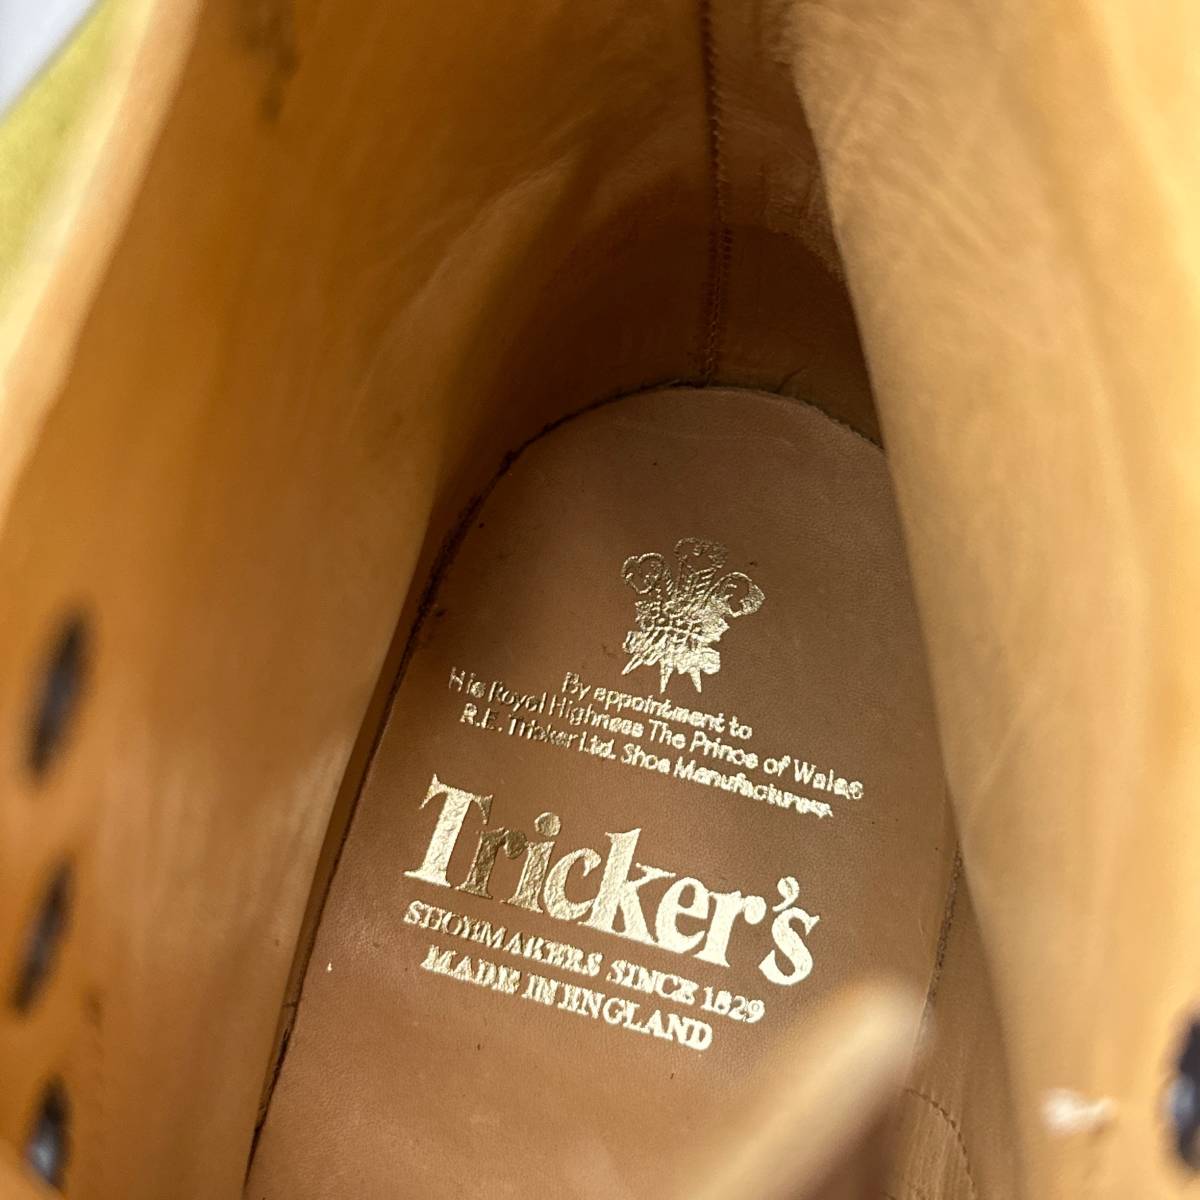 By appointment to
His Royal Highness The Prince of Wales
R.E. Tricker Ltd. Shoe Manufacturers
Tricker's
SHOEMAKERS SINCE 1829
MADE IN ENGLAND